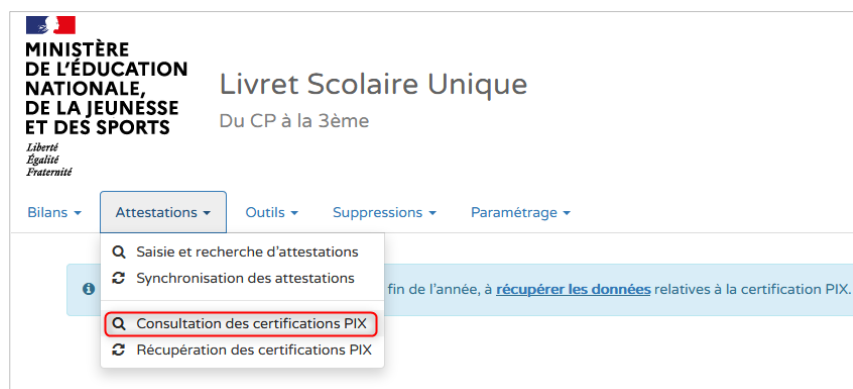 MINISTÈRE
DE L'ÉDUCATION
NATIONALE,
DE LA JEUNESSE
ET DES SPORTS
Liberté
Égalité
Fraternité
Livret Scolaire Unique
Du CP à la 3ème
Bilans Attestations Outils Suppressions Paramétrage
Saisie et recherche d'attestations
Synchronisation des attestations
fin de l'année, à récupérer les données relatives à la certification PIX.
Consultation des certifications PIX
Récupération des certifications PIX